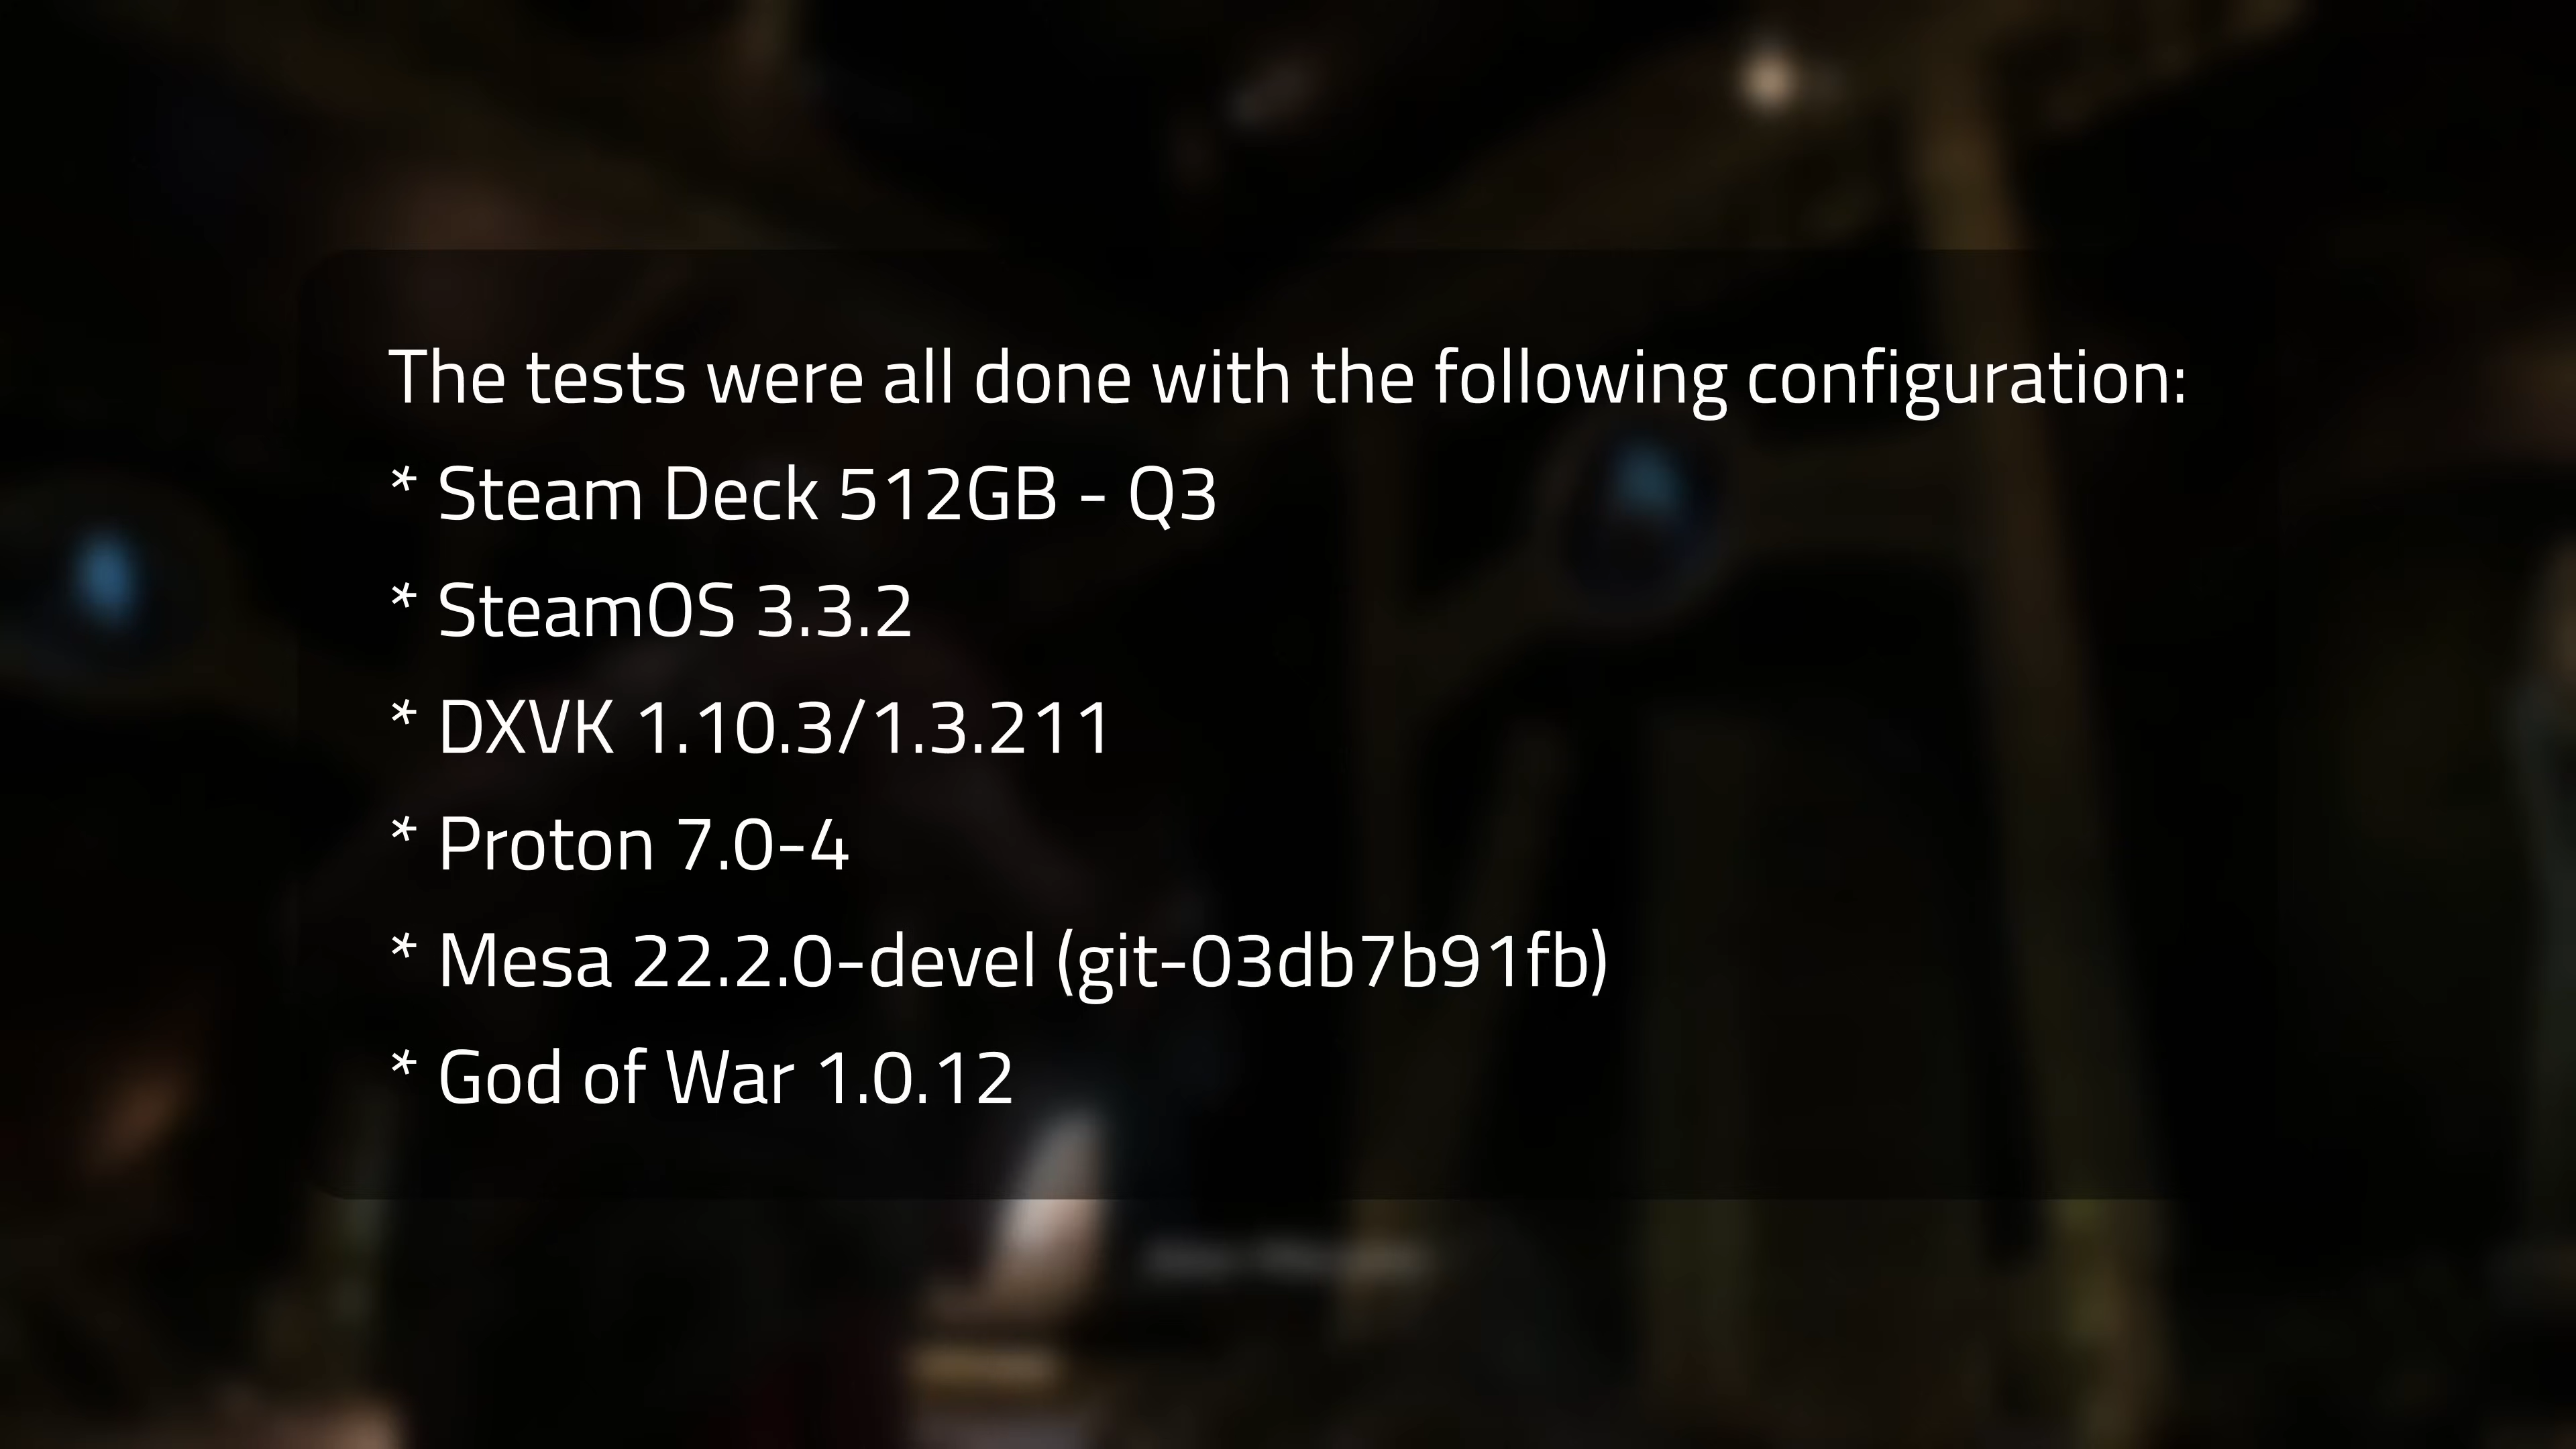 The tests were all done with the following configuration:
* Steam Deck 512GB - Q3
* SteamOS 3.3.2
* DXVK 1.10.3/1.3.211
* Proton 7.0-4
* Mesa 22.2.0-devel (git-03db7b91fb)
* God of War 1.0.12